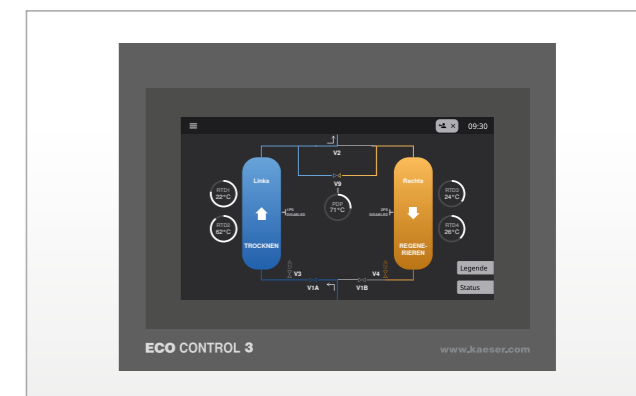 09:30
V2
Links
Rechts
V9
RTD1
22°C
PDP
71°C
RTD3
24°C
RTD2
62°C
RTD4
26°C
TROCKNEN
REGENE-
RIEREN
V3
V4
Legende
V1A
V1B
Status
ECO CONTROL 3
www.kaeser.com